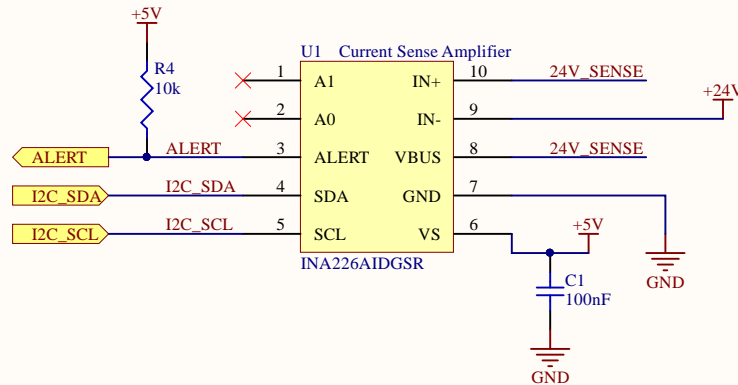 +5V
U1 Current Sense Amplifier
R4
10k
1 A1 IN+ 10 24V_SENSE
+24V
2 A0 IN- 9
ALERT ALERT 3 ALERT VBUS 8 24V_SENSE
I2C_SDA I2C_SDA 4 SDA GND 7
I2C_SCL I2C_SCL 5 SCL VS 6 +5V
INA226AIDGSR
C1
100nF
GND
GND